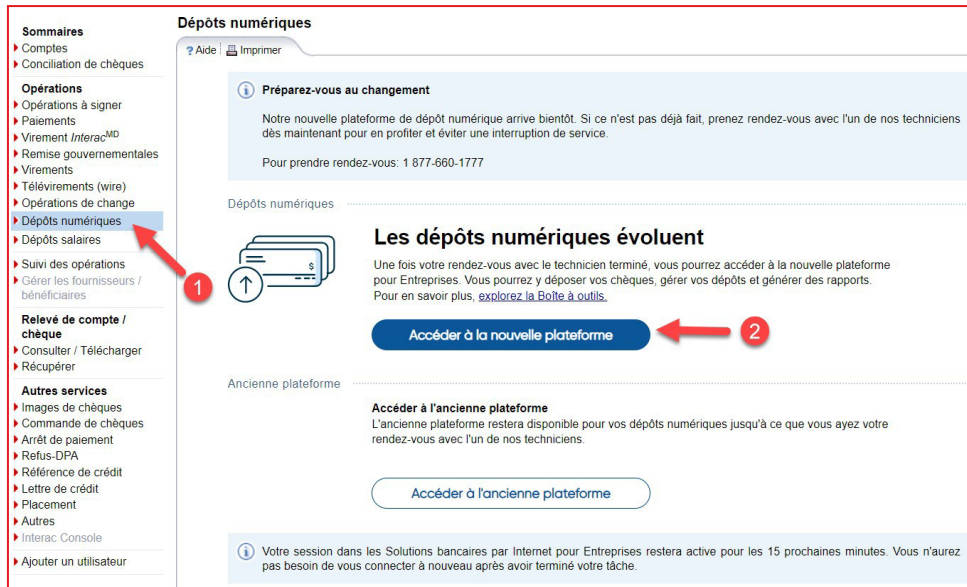 Sommaires
Comptes
Conciliation de chèques
Opérations
Opérations à signer
Paiements
Virement Interac MD
Remise gouvernementales
Virements
Télévirements (wire)
Opérations de change
Dépôts numériques
Dépôts salaires
Suivi des opérations
Gérer les fournisseurs /
bénéficiaires
Relevé de compte /
chèque
Consulter / Télécharger
Récupérer
Autres services
Images de chèques
Commande de chèques
Arrêt de paiement
Refus-DPA
Référence de crédit
Lettre de crédit
Placement
Autres
Interac Console
Ajouter un utilisateur
1
Dépôts numériques
? Aide Imprimer
i Préparez-vous au changement
Notre nouvelle plateforme de dépôt numérique arrive bientôt. Si ce n'est pas déjà fait, prenez rendez-vous avec l'un de nos techniciens
dès maintenant pour en profiter et éviter une interruption de service.
Pour prendre rendez-vous: 1 877-660-1777
Dépôts numériques
$
Les dépôts numériques évoluent
Une fois votre rendez-vous avec le technicien terminé, vous pourrez accéder à la nouvelle plateforme
pour Entreprises. Vous pourrez y déposer vos chèques, gérer vos dépôts et générer des rapports.
Pour en savoir plus, explorez la Boîte à outils.
Accéder à la nouvelle plateforme
2
Ancienne plateforme
Accéder à l'ancienne plateforme
L'ancienne plateforme restera disponible pour vos dépôts numériques jusqu'à ce que vous ayez votre
rendez-vous avec l'un de nos techniciens.
Accéder à l'ancienne plateforme
i Votre session dans les Solutions bancaires par Internet pour Entreprises restera active pour les 15 prochaines minutes. Vous n'aurez
pas besoin de vous connecter à nouveau après avoir terminé votre tâche.